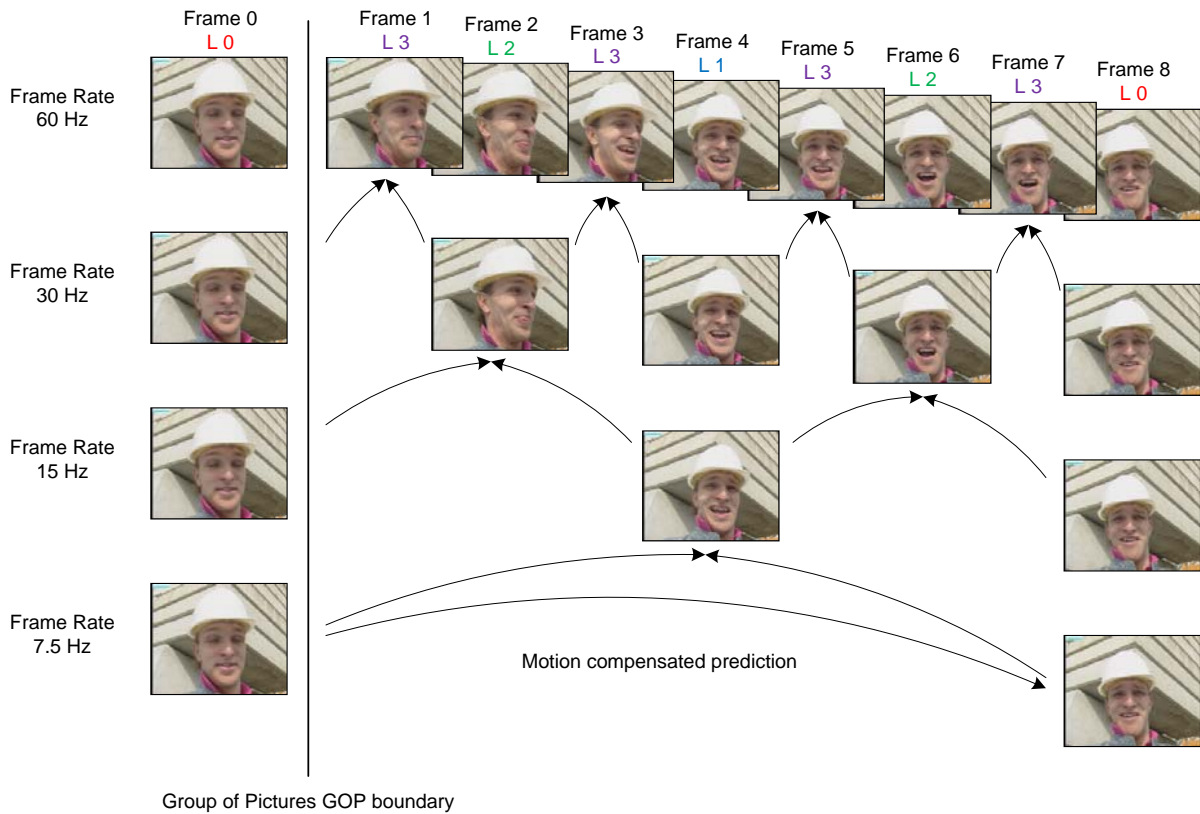 Frame 0
L 0
Frame 1
L 3
Frame 2
L 2
Frame 3
L 3
Frame 4
L 1
Frame 5
L 3
Frame 6
L 2
Frame 7
L 3
Frame 8
L 0
Frame Rate
60 Hz
Frame Rate
30 Hz
Frame Rate
15 Hz
Frame Rate
7.5 Hz
Motion compensated prediction
Group of Pictures GOP boundary